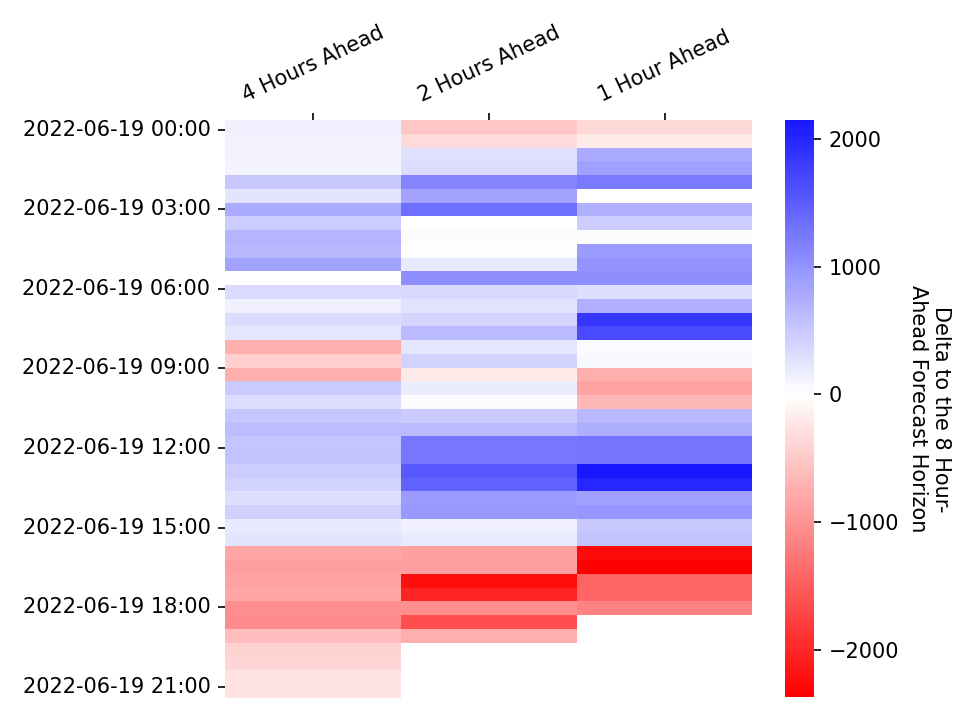 4 Hours Ahead
2 Hours Ahead
1 Hour Ahead
2022-06-19 00:00
2022-06-19 03:00
2022-06-19 06:00
2022-06-19 09:00
2022-06-19 12:00
2022-06-19 15:00
2022-06-19 18:00
2022-06-19 21:00
2000
1000
0
−1000
−2000
Delta to the 8 Hour-
Ahead Forecast Horizon